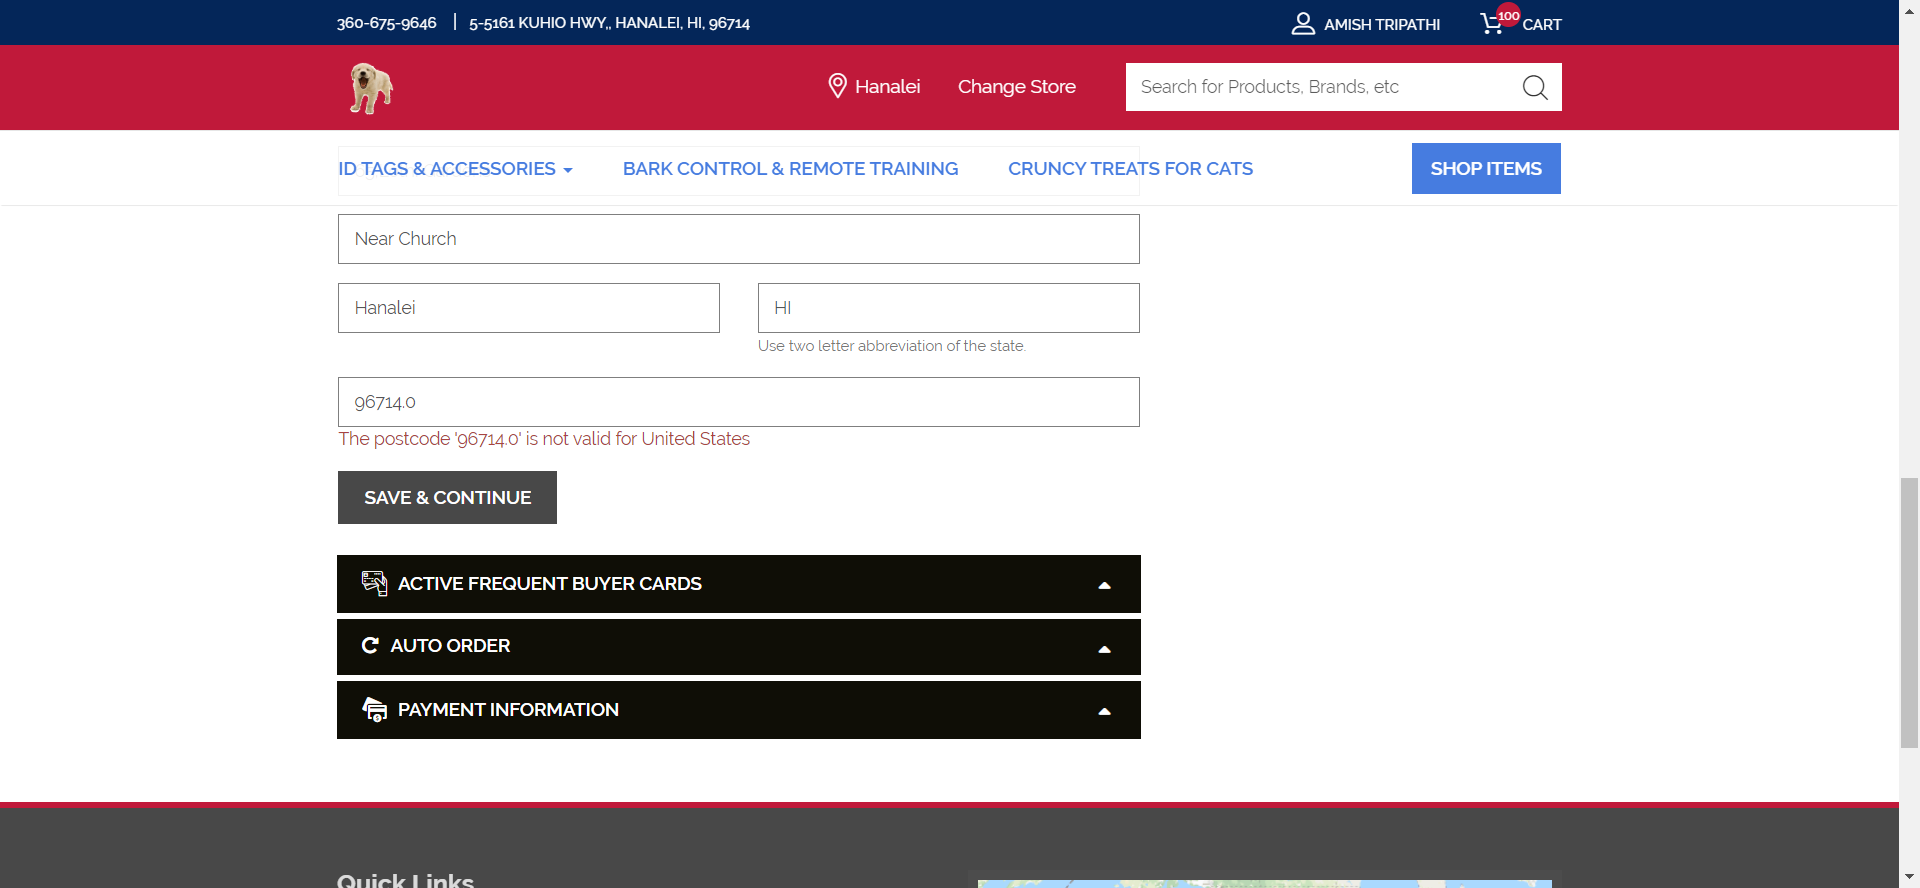 360-675-9646 | 5-5161 KUHIO HWY,, HANALEI, HI, 96714
AMISH TRIPATHI
100
CART
Hanalei
Change Store
Search for Products, Brands, etc
ID TAGS & ACCESSORIES
BARK CONTROL & REMOTE TRAINING
CRUNCY TREATS FOR CATS
SHOP ITEMS
Near Church
Hanalei
HI
Use two letter abbreviation of the state.
96714.0
The postcode '96714.0' is not valid for United States
SAVE & CONTINUE
ACTIVE FREQUENT BUYER CARDS
AUTO ORDER
PAYMENT INFORMATION
Quick Links